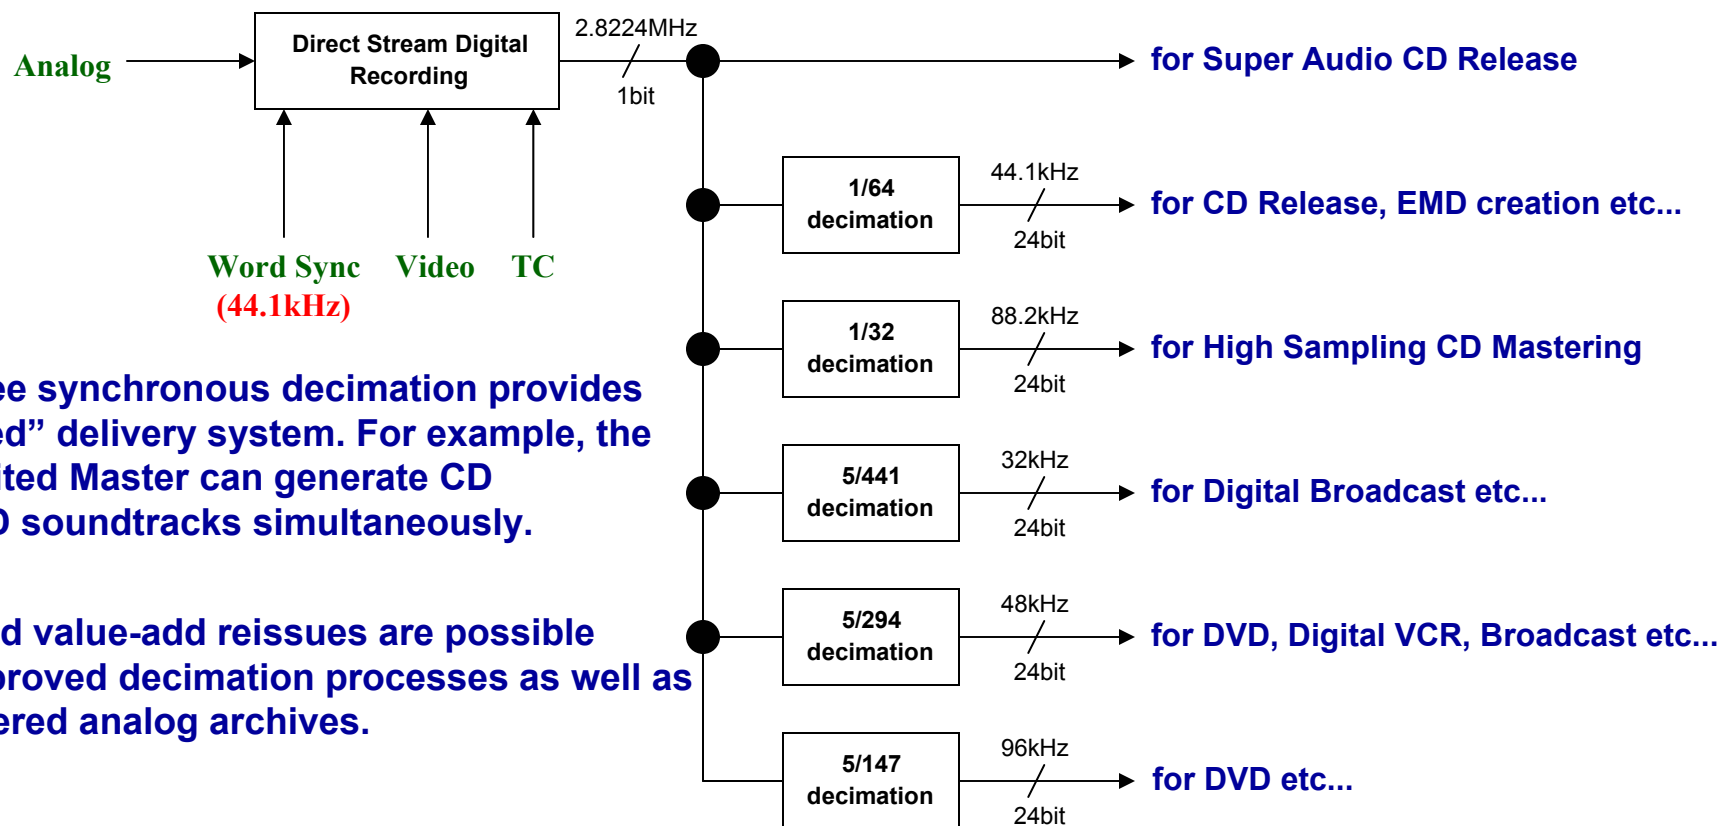 Analog
Direct Stream Digital
Recording
2.8224MHz
1bit
for Super Audio CD Release
Word Sync
(44.1kHz)
Video
TC
1/64
decimation
44.1kHz
24bit
for CD Release, EMD creation etc...
1/32
decimation
88.2kHz
24bit
for High Sampling CD Mastering
synchronous decimation provides
delivery system. For example, the
Master can generate CD
soundtracks simultaneously.
5/441
decimation
32kHz
24bit
for Digital Broadcast etc...
value-add reissues are possible
decimation processes as well as
analog archives.
5/294
decimation
48kHz
24bit
for DVD, Digital VCR, Broadcast etc...
5/147
decimation
96kHz
24bit
for DVD etc...